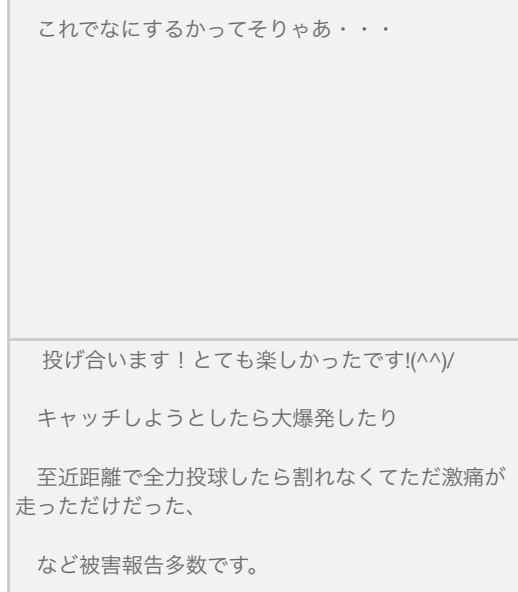 これでなにするかってそりゃあ・・・
投げ合います！とても楽しかったです!(^^)/
キャッチしようとしたら大爆発したり
至近距離で全力投球したら割れなくてただ激痛が
走っただけだった、
など被害報告多数です。